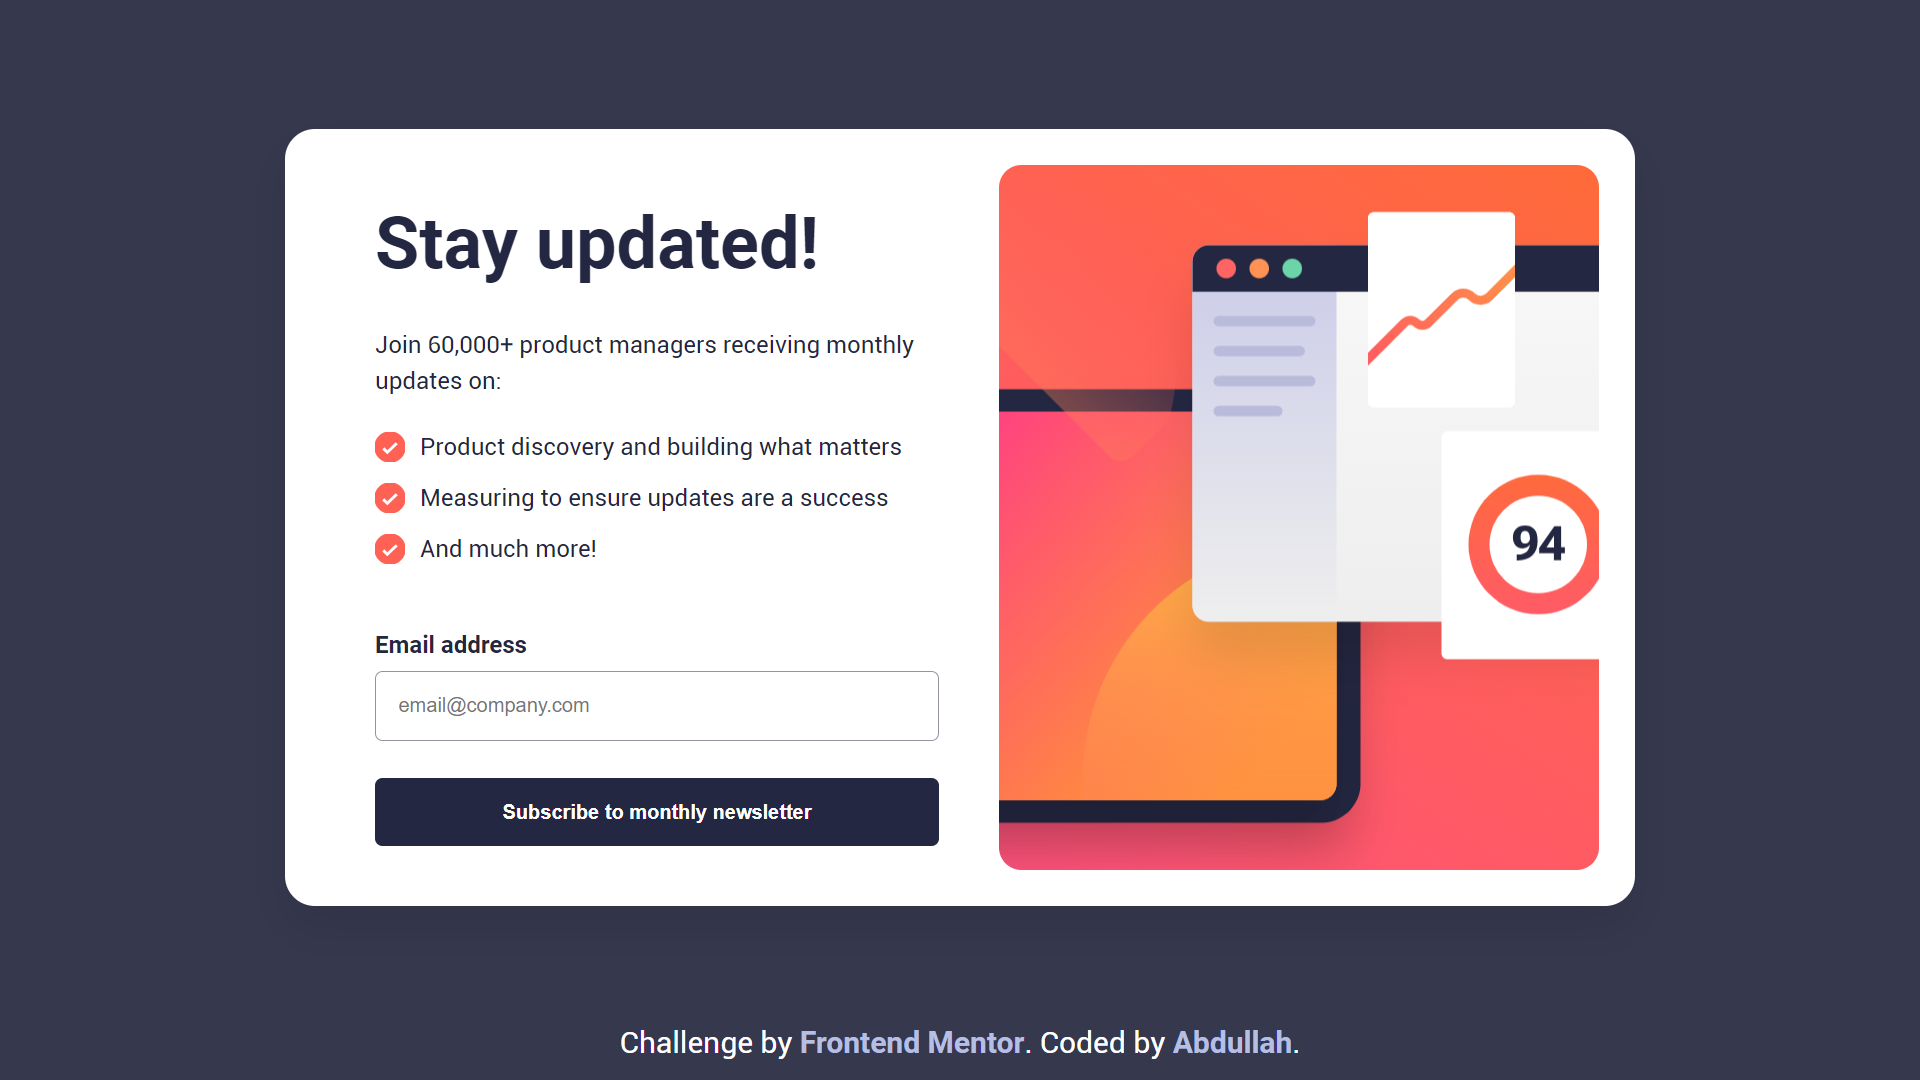 Stay updated!
Join 60,000+ product managers receiving monthly
updates on:
Product discovery and building what matters
Measuring to ensure updates are a success
And much more!
Email address
email@company.com
Subscribe to monthly newsletter
94
Challenge by Frontend Mentor. Coded by Abdullah.